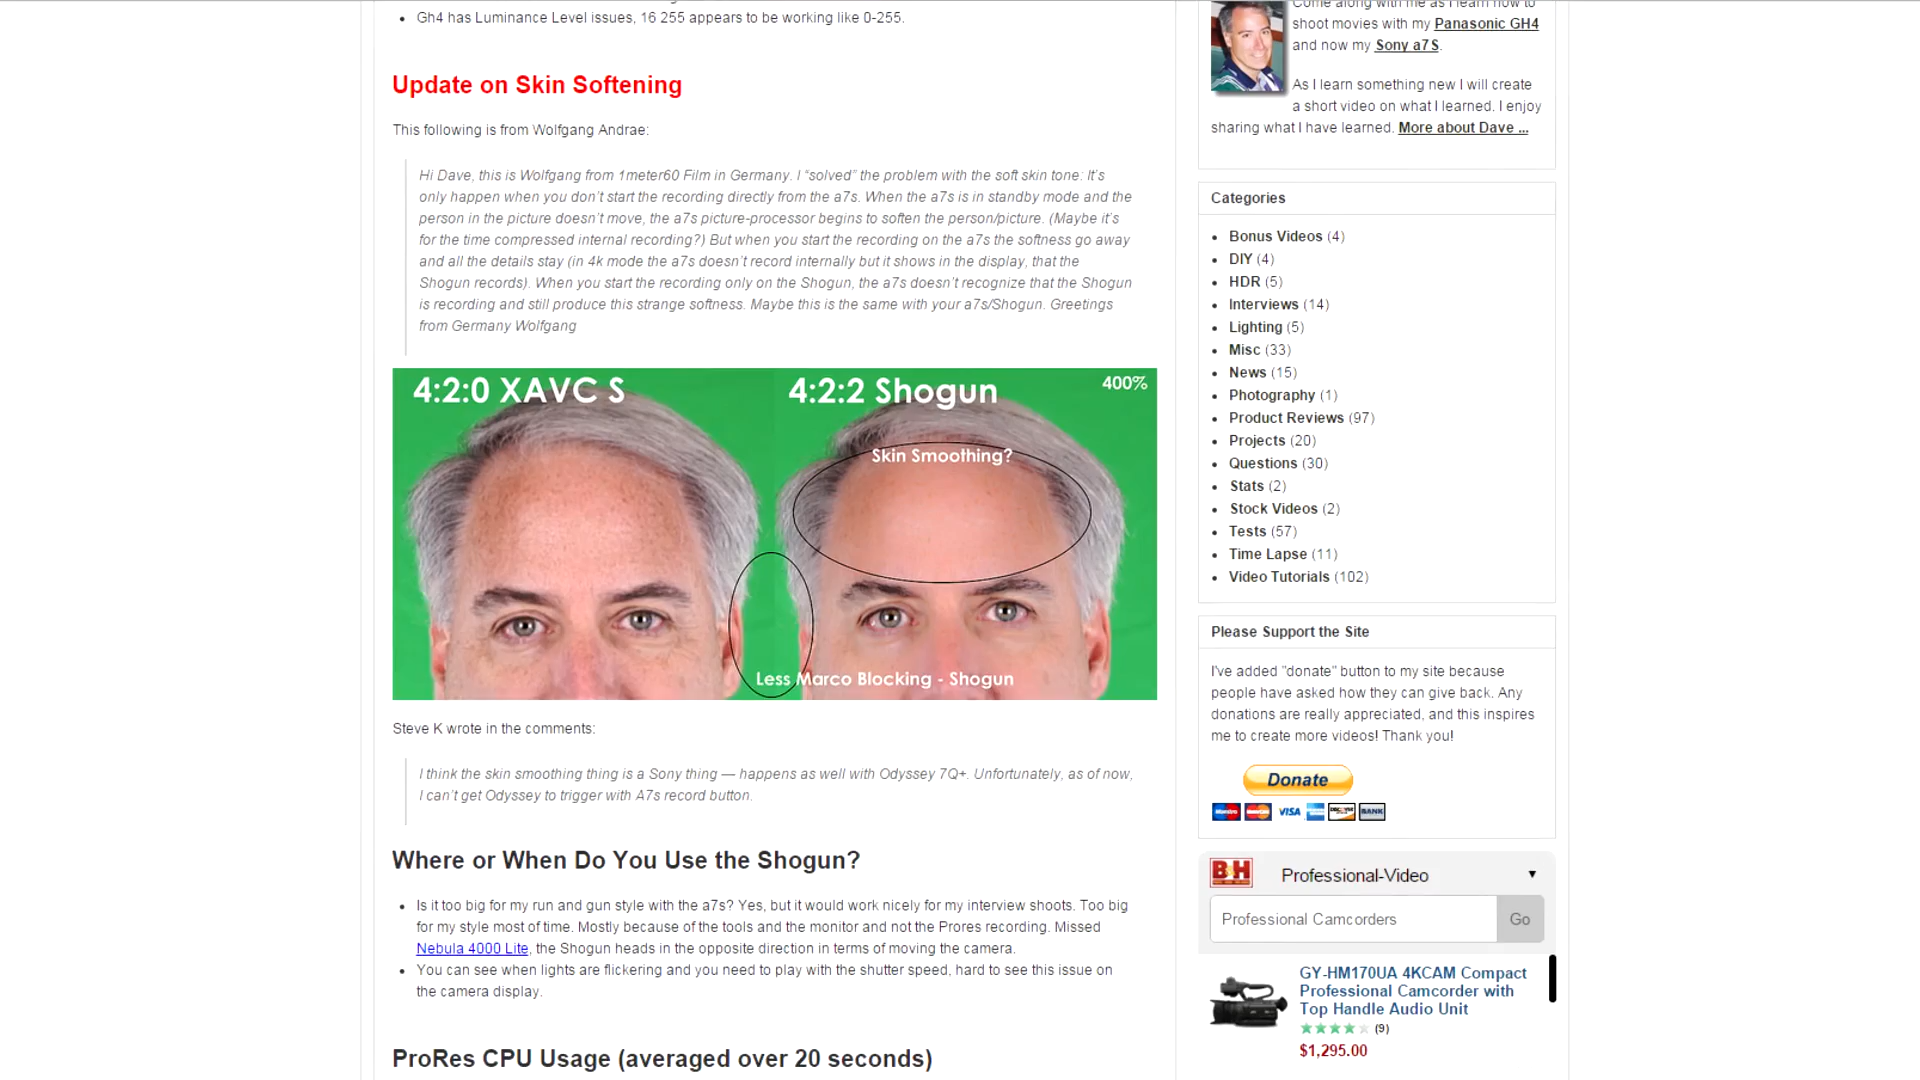 Gh4 has Luminance Level issues, 16 255 appears to be working like 0-255.
Update on Skin Softening
This following is from Wolfgang Andrae:
Hi Dave, this is Wolfgang from 1meter60 Film in Germany. I “solved” the problem with the soft skin tone: It’s
only happen when you don’t start the recording directly from the a7s. When the a7s is in standby mode and the
person in the picture doesn’t move, the a7s picture-processor begins to soften the person/picture. (Maybe it’s
for the time compressed internal recording?) But when you start the recording on the a7s the softness go away
and all the details stay (in 4k mode the a7s doesn’t record internally but it shows in the display, that the
Shogun records). When you start the recording only on the Shogun, the a7s doesn’t recognize that the Shogun
is recording and still produce this strange softness. Maybe this is the same with your a7s/Shogun. Greetings
from Germany Wolfgang
4:2:0 XAVC S
4:2:2 Shogun
400%
Skin Smoothing?
Less Marco Blocking - Shogun
Steve K wrote in the comments:
I think the skin smoothing thing is a Sony thing — happens as well with Odyssey 7Q+. Unfortunately, as of now,
I can’t get Odyssey to trigger with A7s record button.
Where or When Do You Use the Shogun?
Is it too big for my run and gun style with the a7s? Yes, but it would work nicely for my interview shoots. Too big
for my style most of time. Mostly because of the tools and the monitor and not the Prores recording. Missed
Nebula 4000 Lite, the Shogun heads in the opposite direction in terms of moving the camera.
You can see when lights are flickering and you need to play with the shutter speed, hard to see this issue on
the camera display.
ProRes CPU Usage (averaged over 20 seconds)
Come along with me as I learn how to
shoot movies with my Panasonic GH4
and now my Sony a7S.
As I learn something new I will create
a short video on what I learned. I enjoy
sharing what I have learned. More about Dave ...
Categories
Bonus Videos (4)
DIY (4)
HDR (5)
Interviews (14)
Lighting (5)
Misc (33)
News (15)
Photography (1)
Product Reviews (97)
Projects (20)
Questions (30)
Stats (2)
Stock Videos (2)
Tests (57)
Time Lapse (11)
Video Tutorials (102)
Please Support the Site
I've added "donate" button to my site because
people have asked how they can give back. Any
donations are really appreciated, and this inspires
me to create more videos! Thank you!
Donate
VISA
BANK
B&H
Professional-Video
Professional Camcorders
Go
GY-HM170UA 4KCAM Compact
Professional Camcorder with
Top Handle Audio Unit
(9)
$1,295.00